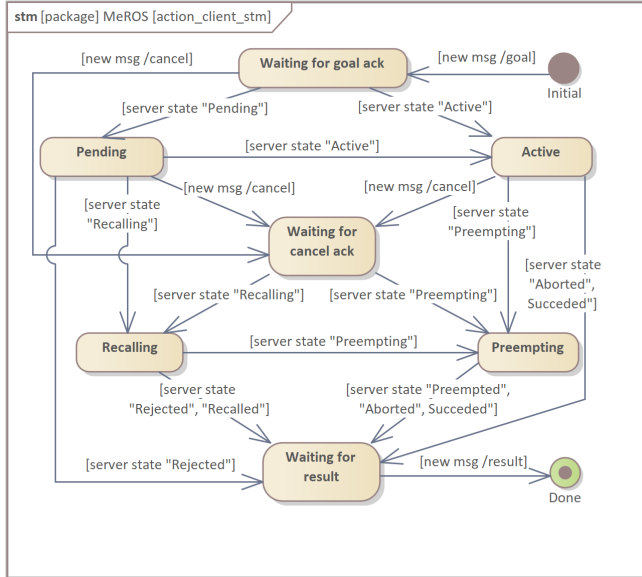 stm [package] MeROS [action_client_stm]
[new msg /cancel]
Waiting for goal ack
[new msg /goal]
Initial
[server state "Pending"]
[server state "Active"]
Pending
[server state "Active"]
Active
[server state
"Recalling"]
[new msg /cancel]
[new msg /cancel]
[server state
"Preempting"]
Waiting for
cancel ack
[server state
"Aborted",
Succeded"]
[server state "Recalling"]
[server state "Preempting"]
Recalling
[server state "Preempting"]
Preempting
[server state
"Rejected", "Recalled"]
[server state "Preempted",
"Aborted", Succeded"]
Waiting for
result
[server state "Rejected"]
[new msg /result]
Done